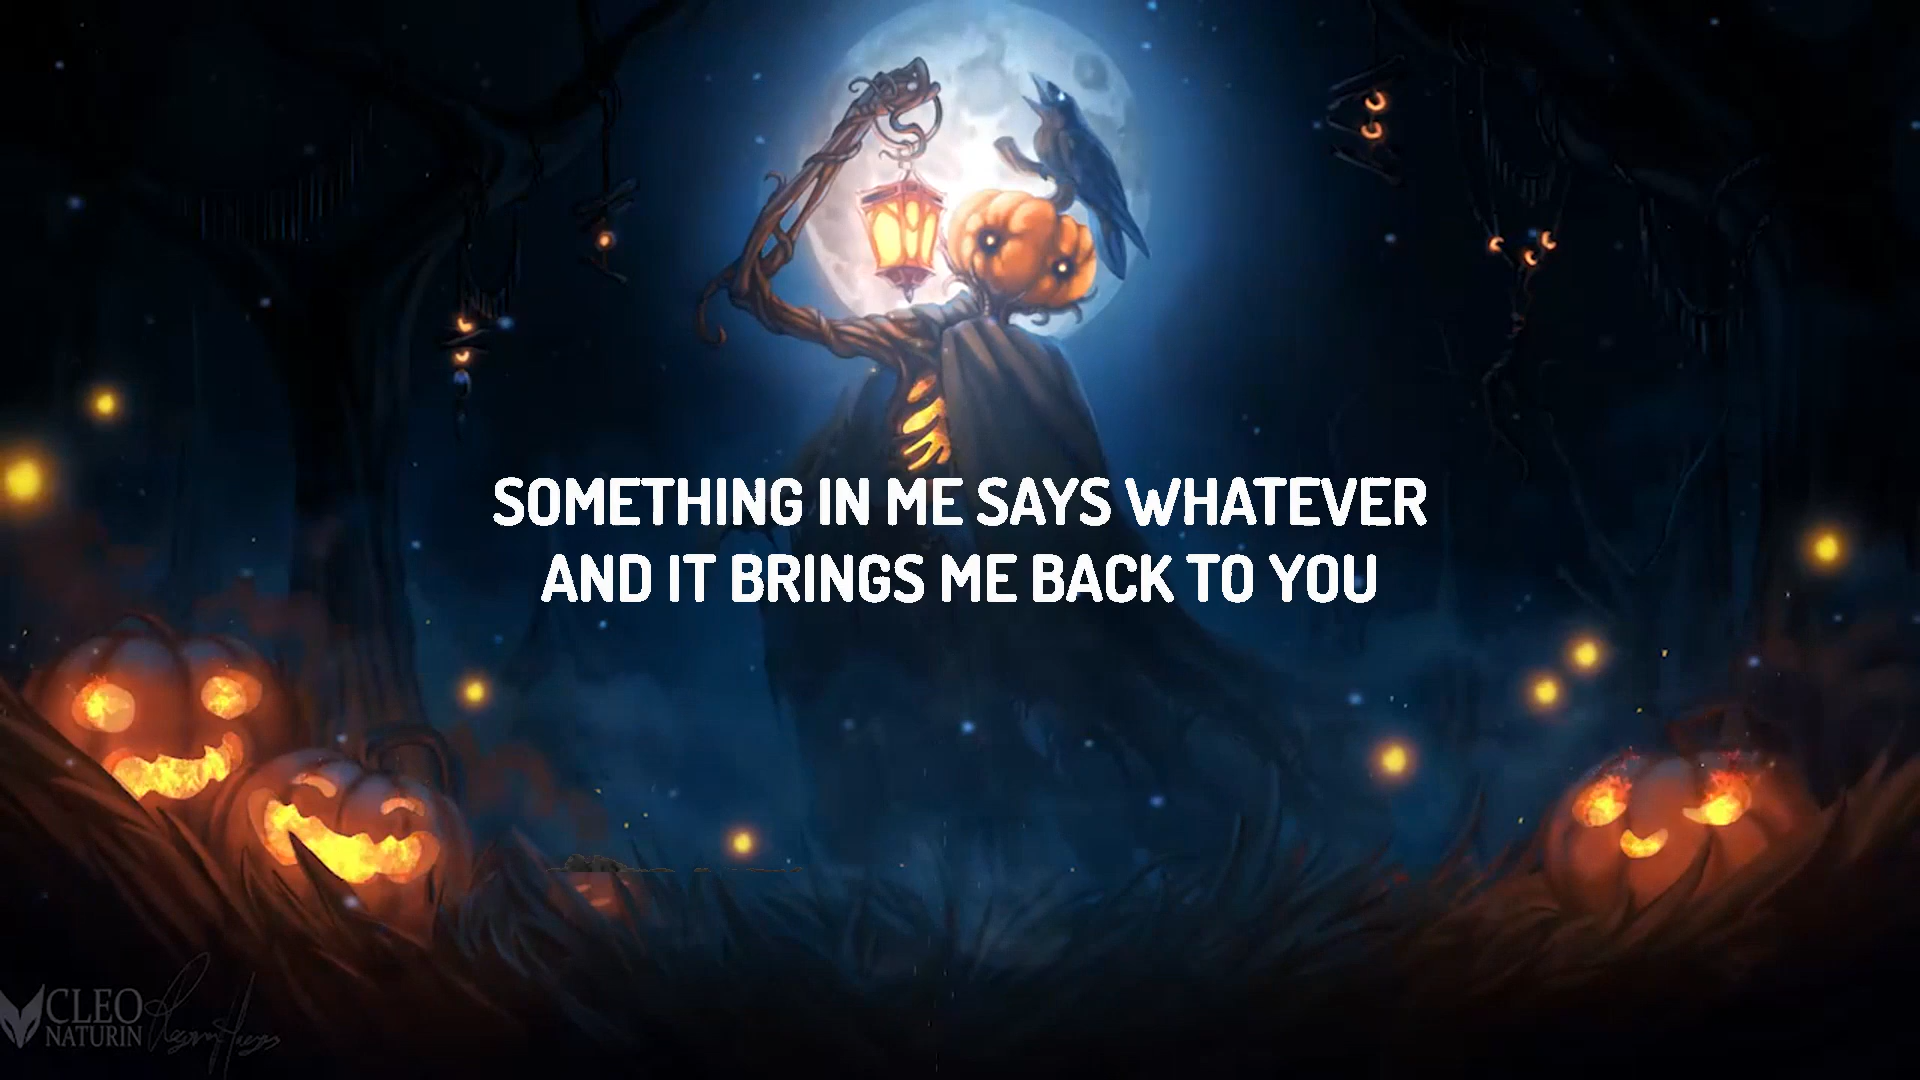 SOMETHING IN ME SAYS WHATEVER
AND IT BRINGS ME BACK TO YOU
CLEO
NATURIN